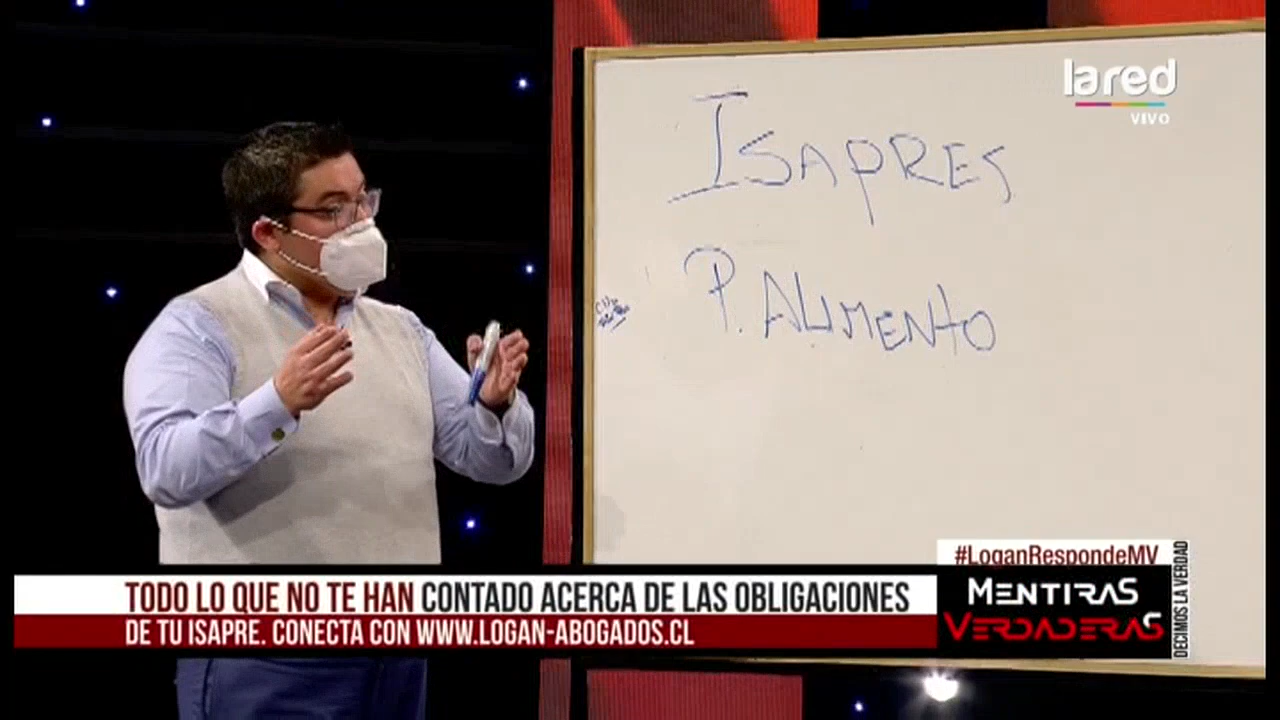 lared
VIVO
ISAPRES
P. ALIMENTO
#LoganRespondeMV
MENTIRAS
VERDADERAS
DECIMOS LA VERDAD
TODO LO QUE NO TE HAN CONTADO ACERCA DE LAS OBLIGACIONES
DE TU ISAPRE. CONECTA CON WWW.LOGAN-ABOGADOS.CL